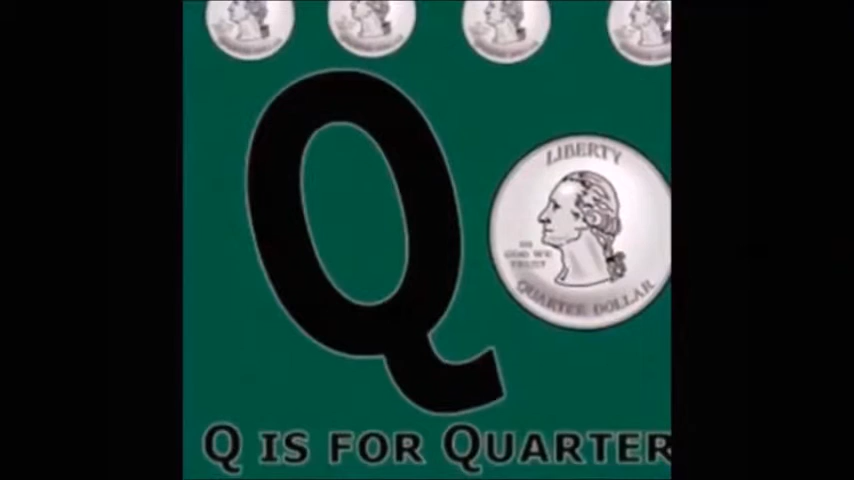 Q
LIBERTY
IN
GOD WE
TRUST
QUARTER DOLLAR
Q IS FOR QUARTER